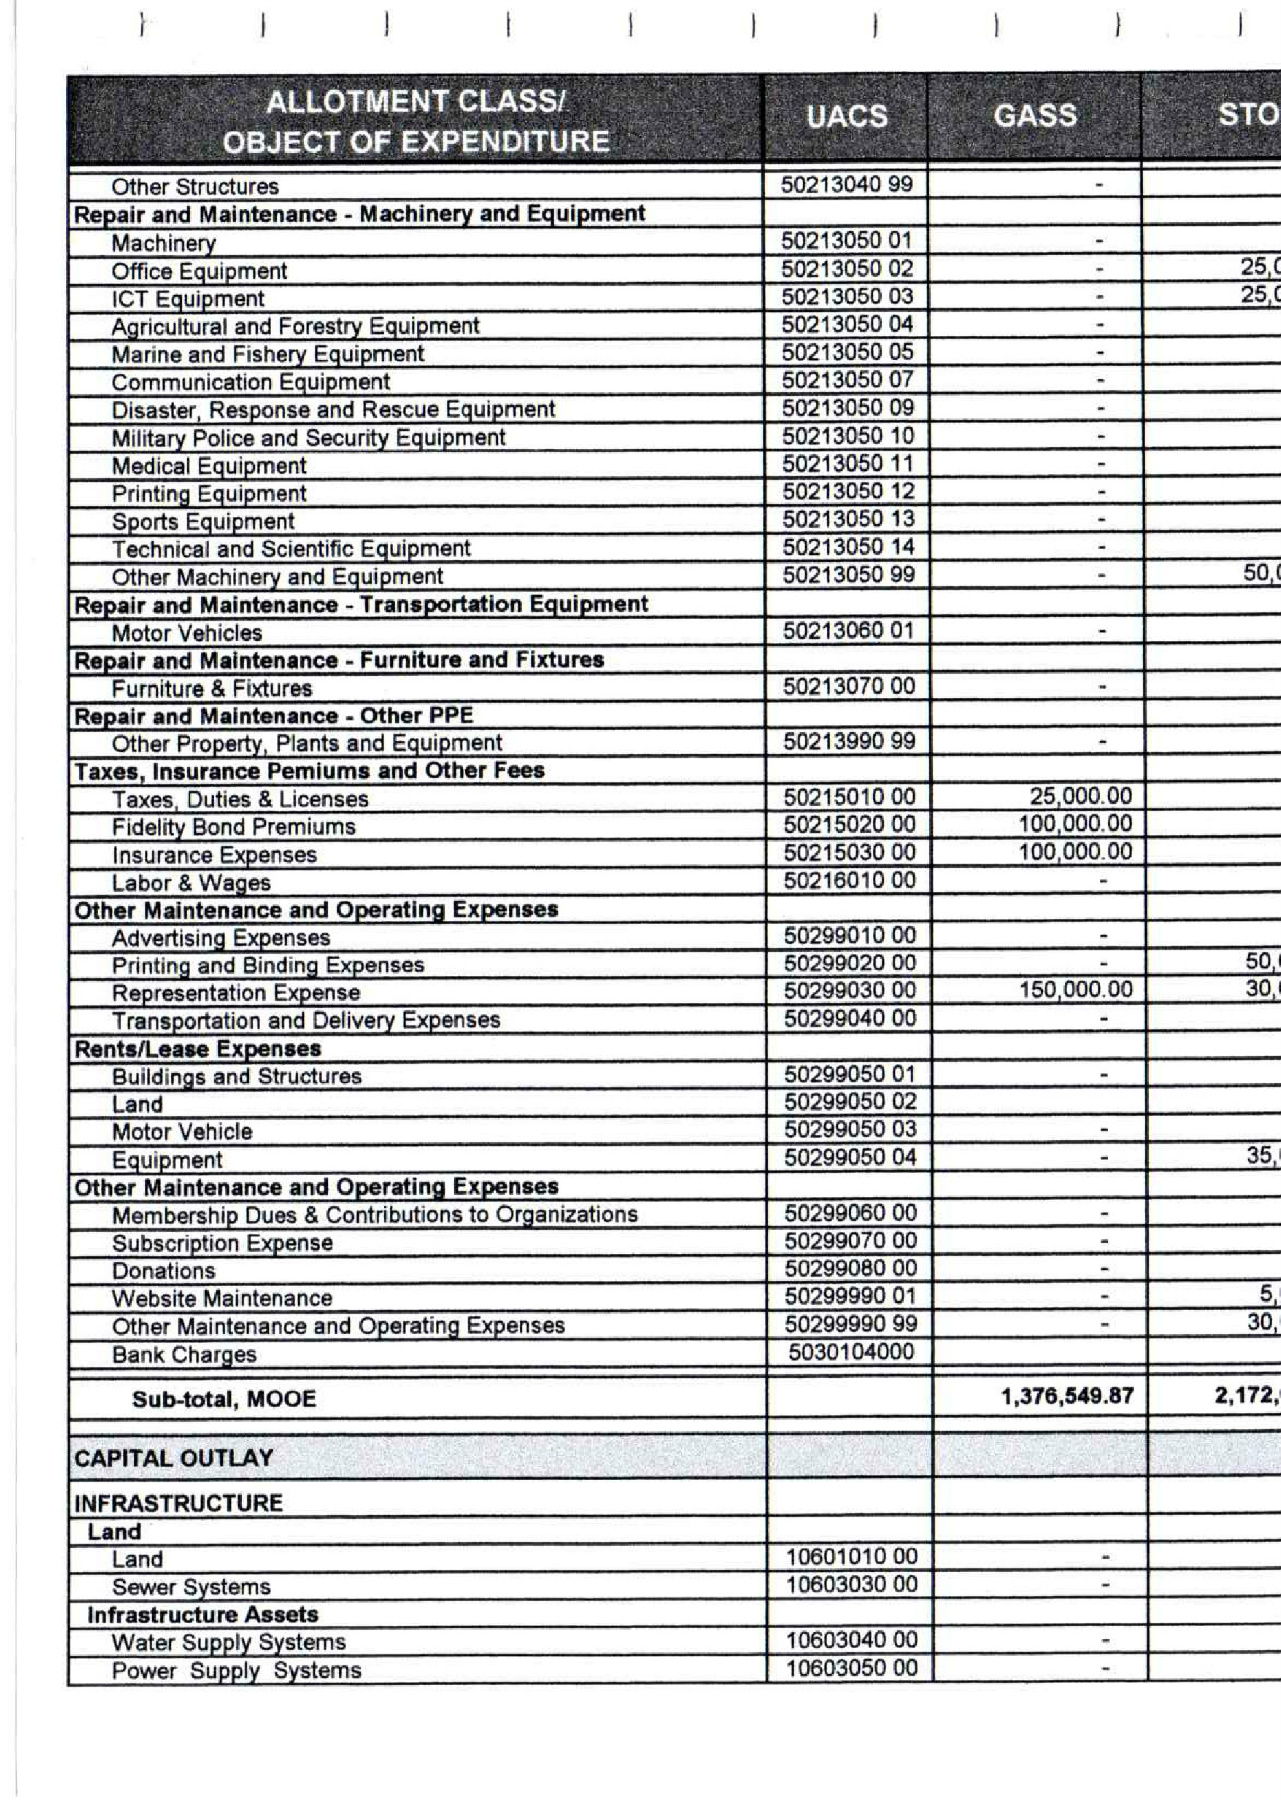 ALLOTMENT CLASS/
OBJECT OF EXPENDITURE UACS GASS STO
Other Structures 50213040 99 -
Repair and Maintenance - Machinery and Equipment
Machinery 50213050 01 -
Office Equipment 50213050 02 - 25,0
ICT Equipment 50213050 03 - 25,0
Agricultural and Forestry Equipment 50213050 04 -
Marine and Fishery Equipment 50213050 05 -
Communication Equipment 50213050 07 -
Disaster, Response and Rescue Equipment 50213050 09 -
Military Police and Security Equipment 50213050 10 -
Medical Equipment 50213050 11 -
Printing Equipment 50213050 12 -
Sports Equipment 50213050 13 -
Technical and Scientific Equipment 50213050 14 -
Other Machinery and Equipment 50213050 99 - 50,0
Repair and Maintenance - Transportation Equipment
Motor Vehicles 50213060 01 -
Repair and Maintenance - Furniture and Fixtures
Furniture & Fixtures 50213070 00 -
Repair and Maintenance - Other PPE
Other Property, Plants and Equipment 50213990 99 -
Taxes, Insurance Pemiums and Other Fees
Taxes, Duties & Licenses 50215010 00 25,000.00
Fidelity Bond Premiums 50215020 00 100,000.00
Insurance Expenses 50215030 00 100,000.00
Labor & Wages 50216010 00 -
Other Maintenance and Operating Expenses
Advertising Expenses 50299010 00 -
Printing and Binding Expenses 50299020 00 - 50,
Representation Expense 50299030 00 150,000.00 30,
Transportation and Delivery Expenses 50299040 00 -
Rents/Lease Expenses
Buildings and Structures 50299050 01 -
Land 50299050 02
Motor Vehicle 50299050 03 -
Equipment 50299050 04 - 35,
Other Maintenance and Operating Expenses
Membership Dues & Contributions to Organizations 50299060 00 -
Subscription Expense 50299070 00 -
Donations 50299080 00 -
Website Maintenance 50299990 01 - 5,
Other Maintenance and Operating Expenses 50299990 99 - 30,
Bank Charges 5030104000
Sub-total, MOOE 1,376,549.87 2,172,
CAPITAL OUTLAY
INFRASTRUCTURE
Land
Land 10601010 00 -
Sewer Systems 10603030 00 -
Infrastructure Assets
Water Supply Systems 10603040 00 -
Power Supply Systems 10603050 00 -